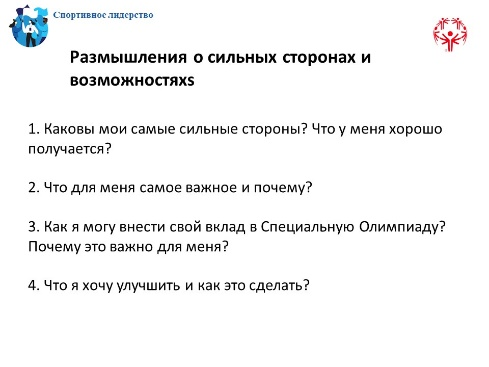 Спортивное лидерство
Размышления о сильных сторонах и
возможностяхs
1. Каковы мои самые сильные стороны? Что у меня хорошо
получается?
2. Что для меня самое важное и почему?
3. Как я могу внести свой вклад в Специальную Олимпиаду?
Почему это важно для меня?
4. Что я хочу улучшить и как это сделать?